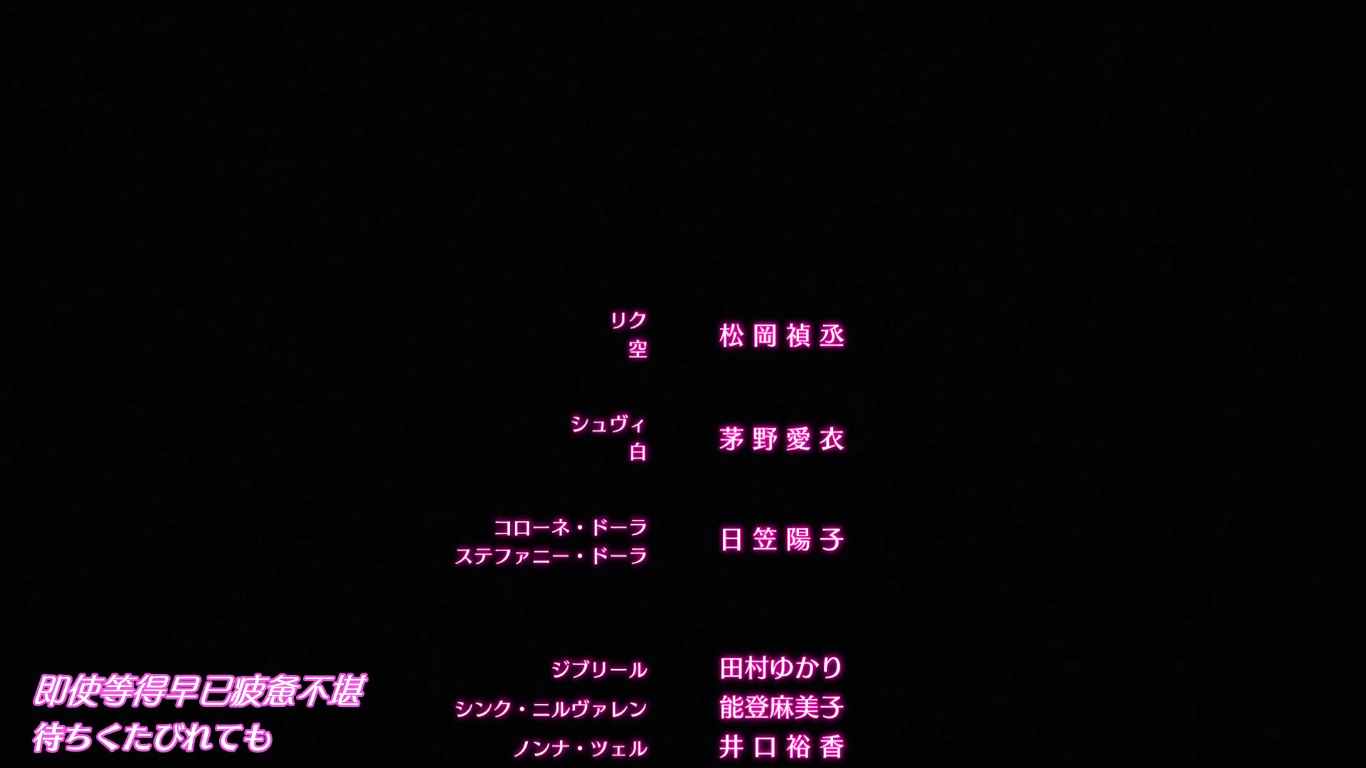 リク
空
松岡禎丞
シュヴィ
白
茅野愛衣
コローネ・ドーラ
ステファニー・ドーラ
日笠陽子
ジブリール 田村ゆかり
シンク・ニルヴァレン 能登麻美子
ノンナ・ツェル 井口裕香
即使等得早已疲惫不堪
待ちくたびれても